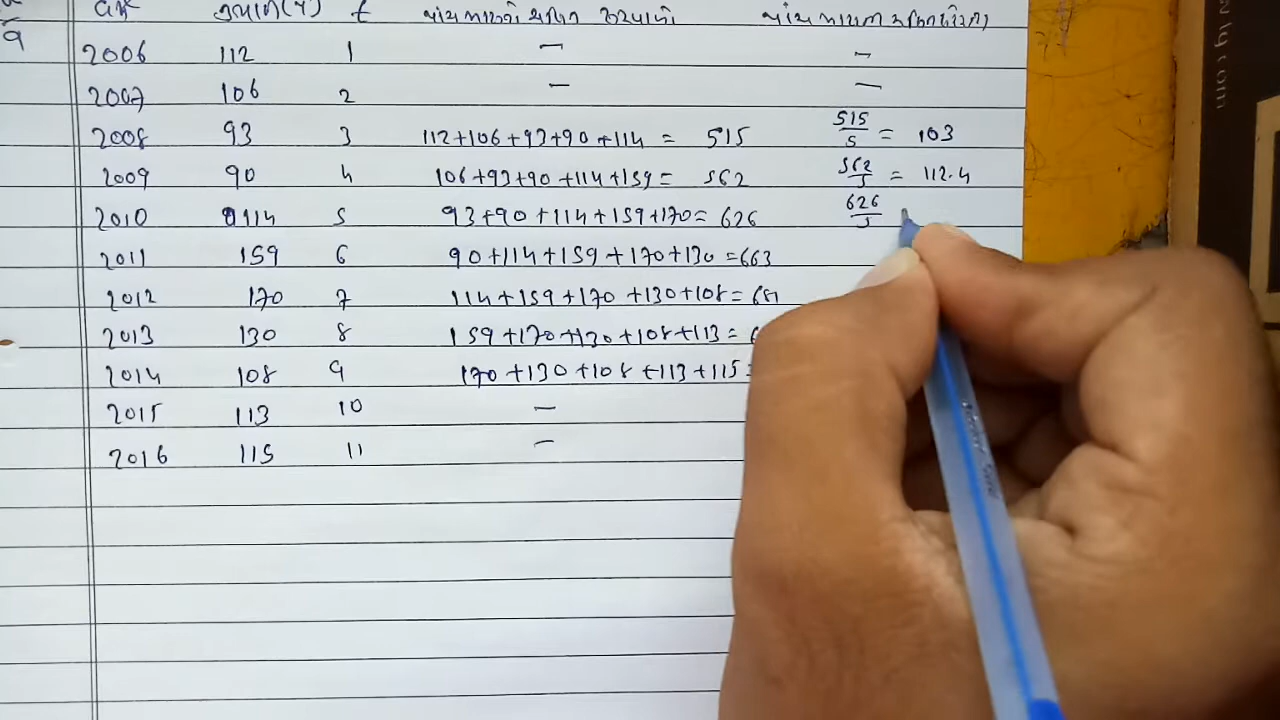 વર્ષ t
2006 112 1 — —
9
2007 106 2 — —
2008 93 3 112+106+93+90+114 = 515 515/5 = 103
2009 90 4 106+93+90+114+159= 562 562/5 = 112.4
2010 114 5 93+90+114+159+170= 626 626/5
2011 159 6 90+114+159+170+130 =663
2012 170 7 114+159+170+130+108= 681
2013 130 8 159+170+130+108+113= 6
2014 108 9 170+130+108+113+115=
2015 113 10 —
2016 115 11 —